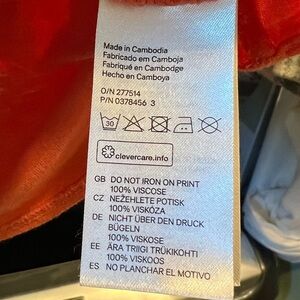 Made in Cambodia
Fabricado em Camboja
Fabriqué en Cambodge
Hecho en Camboya
O/N 277514
P/N 0378456 3
30
clevercare.info
GB DO NOT IRON ON PRINT
100% VISCOSE
CZ NEŽEHLETE POTISK
100% VISKÓZA
DE NICHT ÜBER DEN DRUCK
BÜGELN
100% VISKOSE
EE ÄRA TRIIGI TRÜKIKOHTI
100% VISKOOS
ES NO PLANCHAR EL MOTIVO